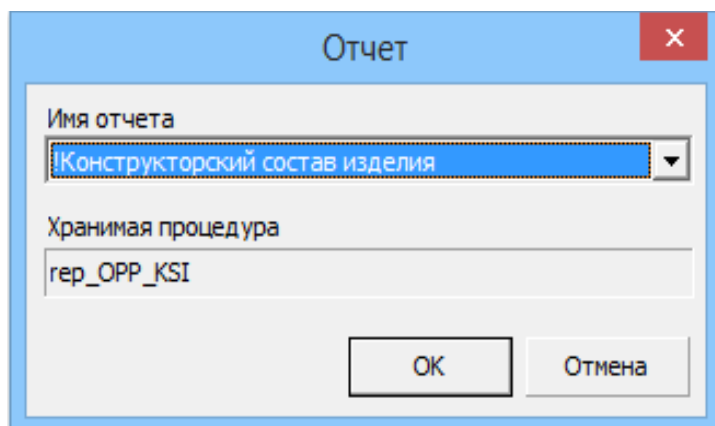 Отчет
Имя отчета
!Конструкторский состав изделия
Хранимая процедура
rep_OPP_KSI
OK Отмена